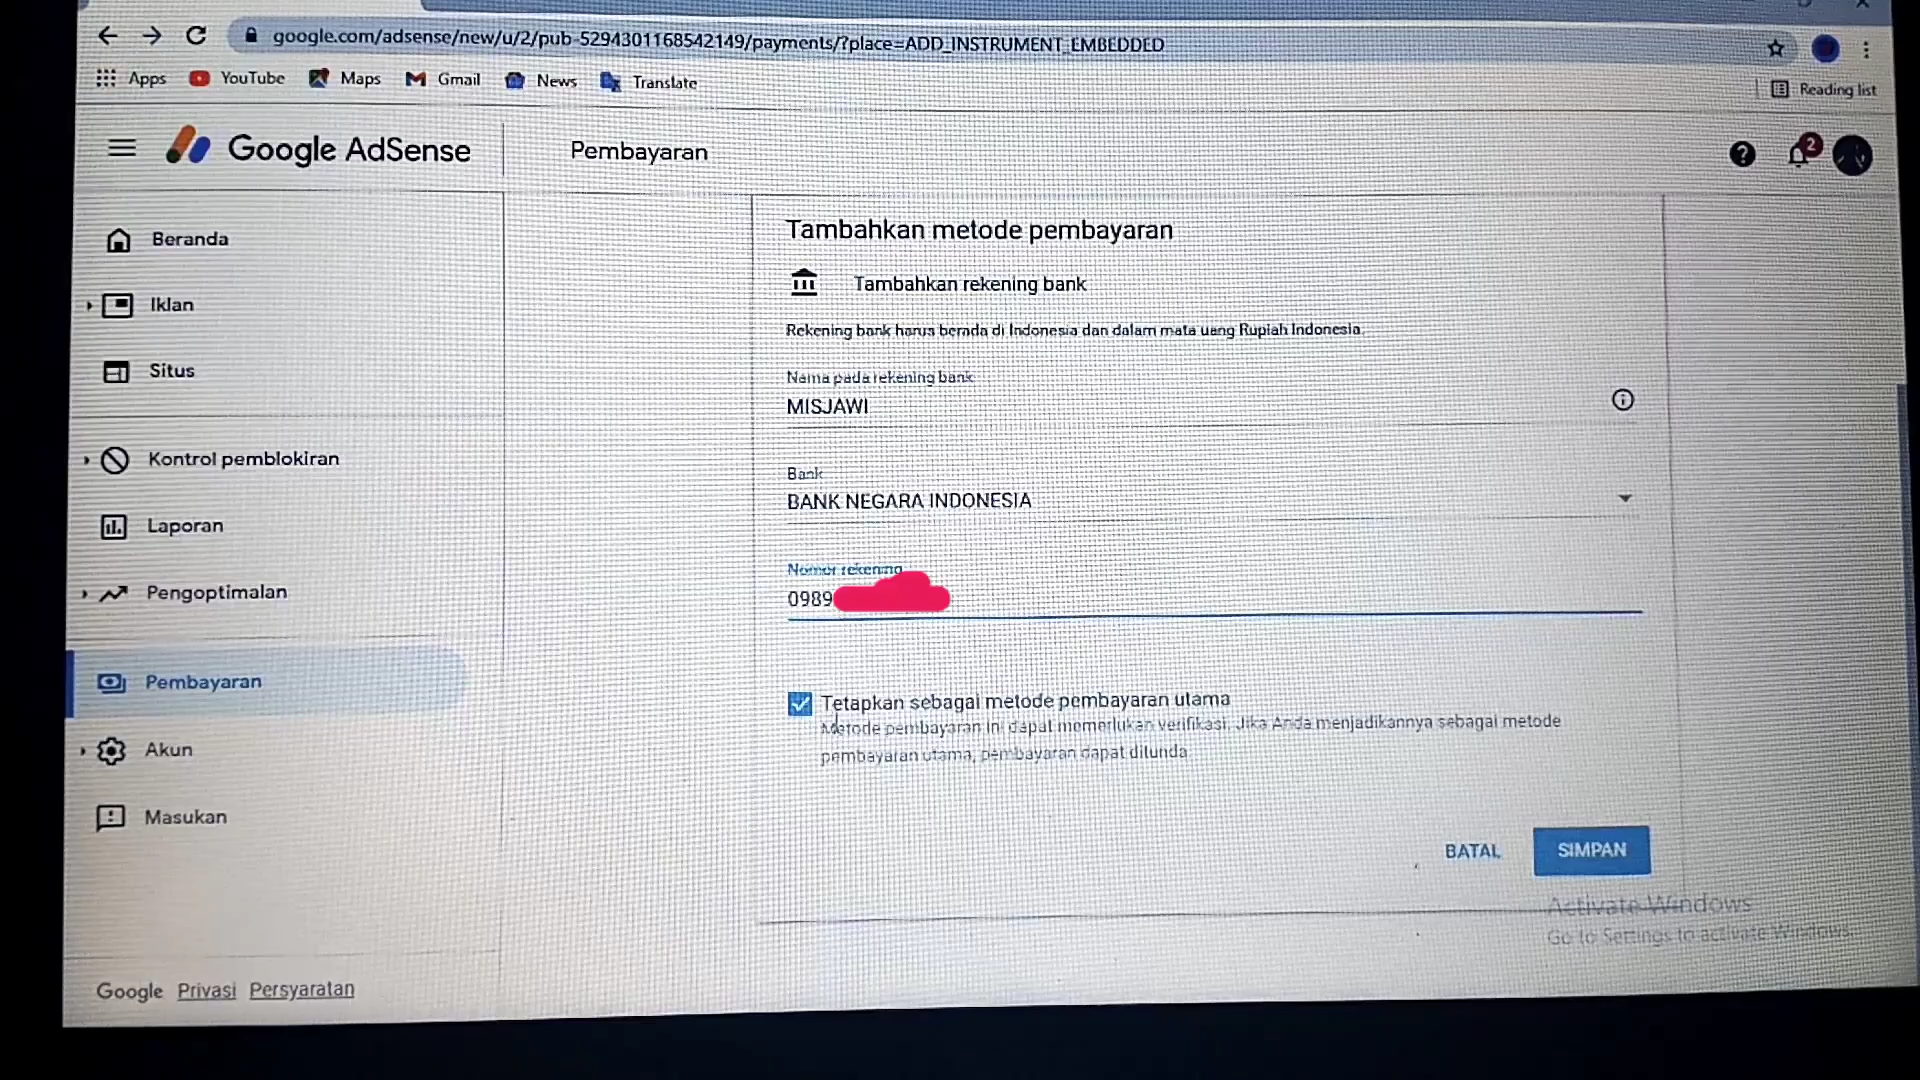 google.com/adsense/new/u/2/pub-5294301168542149/payments/?place=ADD_INSTRUMENT_EMBEDDED
Apps YouTube Maps Gmail News Translate
Reading list
Google AdSense
Pembayaran
2
Beranda
Iklan
Situs
Kontrol pemblokiran
Laporan
Pengoptimalan
Pembayaran
Akun
Masukan
Google Privasi Persyaratan
Tambahkan metode pembayaran
Tambahkan rekening bank
Rekening bank harus berada di Indonesia dan dalam mata uang Rupiah Indonesia.
Nama pada rekening bank
MISJAWI
Bank
BANK NEGARA INDONESIA
Nomor rekening
0989
Tetapkan sebagai metode pembayaran utama
Metode pembayaran ini dapat memerlukan verifikasi. Jika Anda menjadikannya sebagai metode
pembayaran utama, pembayaran dapat ditunda
BATAL SIMPAN
Activate Windows
Go to Settings to activate Windows.